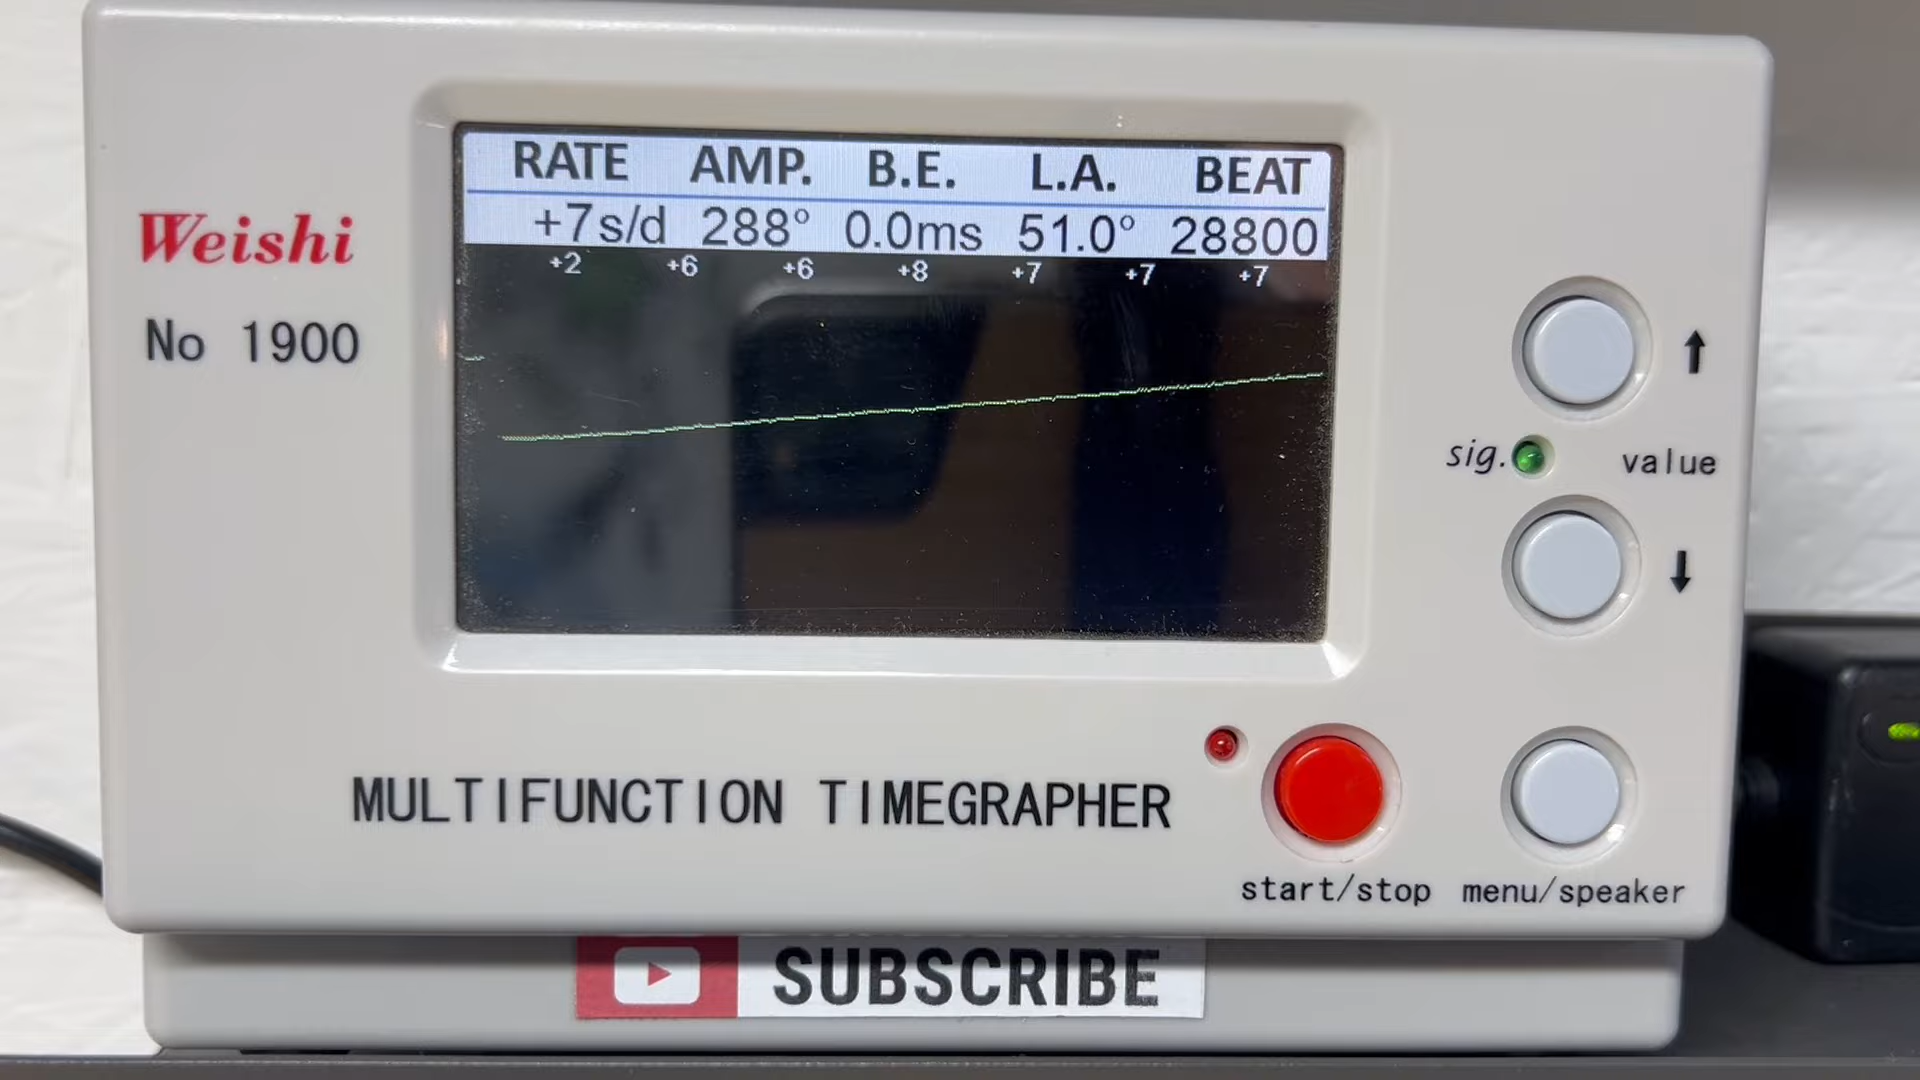 RATE AMP. B.E. L.A. BEAT
+7s/d 288° 0.0ms 51.0° 28800
+2 +6 +6 +8 +7 +7 +7
Weishi
No 1900
↑
sig. value
↓
MULTIFUNCTION TIMEGRAPHER
start/stop menu/speaker
SUBSCRIBE